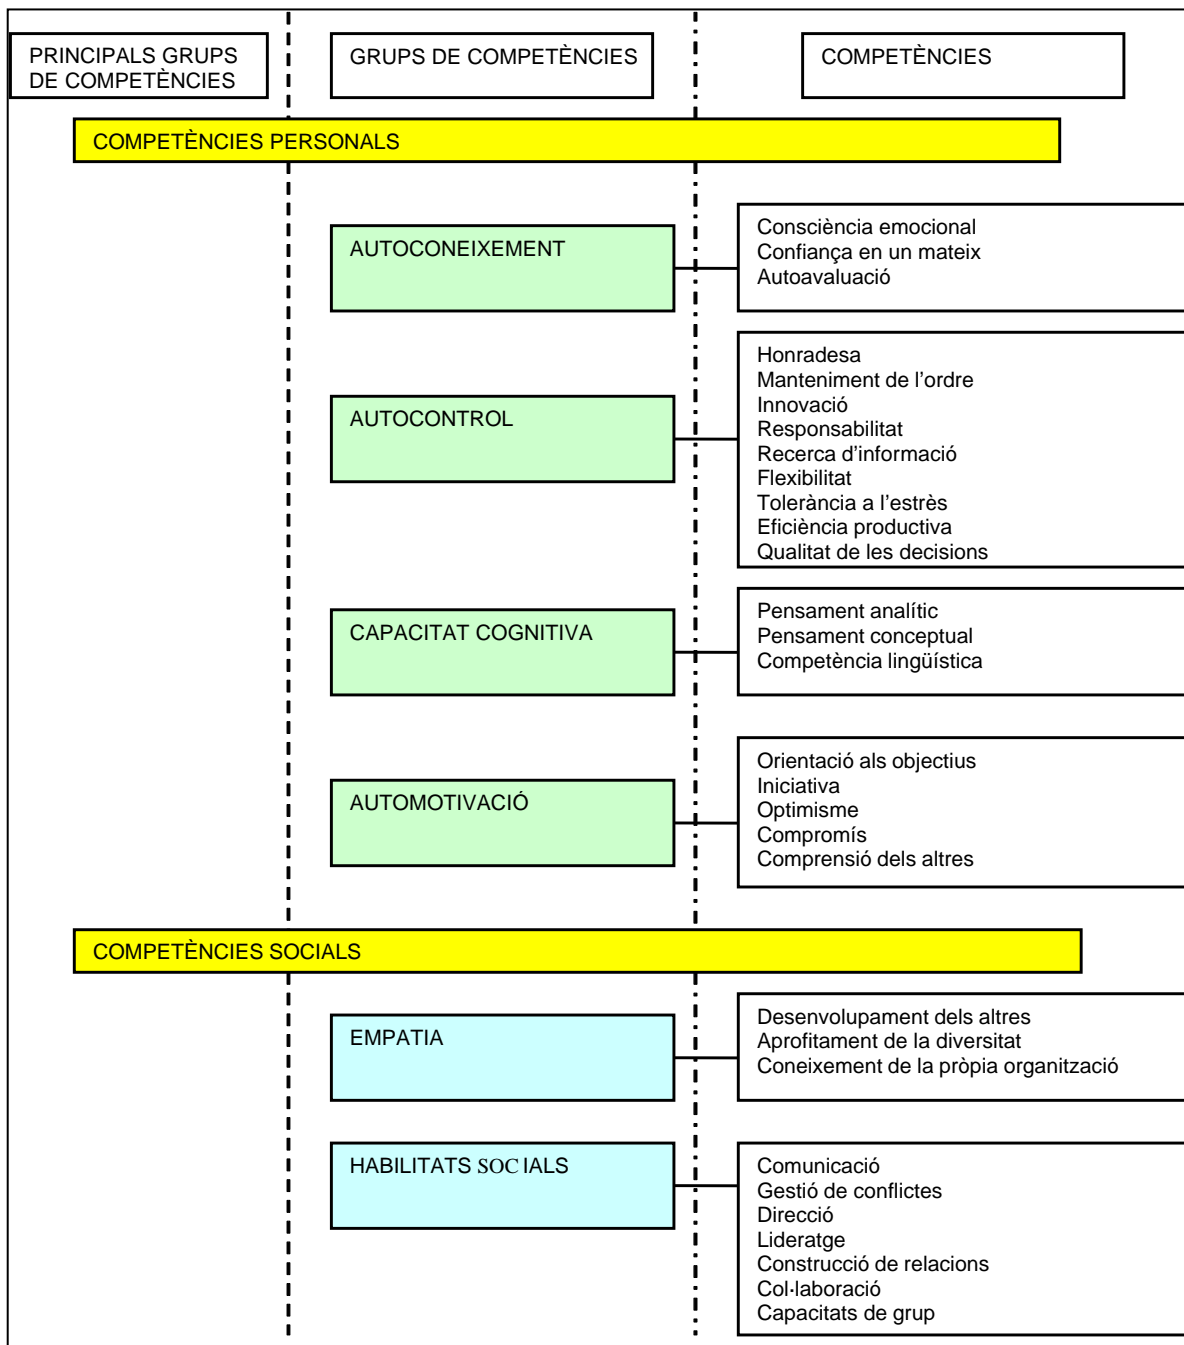 PRINCIPALS GRUPS
DE COMPETÈNCIES
GRUPS DE COMPETÈNCIES
COMPETÈNCIES
COMPETÈNCIES PERSONALS
AUTOCONEIXEMENT
Consciència emocional
Confiança en un mateix
Autoavaluació
AUTOCONTROL
Honradesa
Manteniment de l’ordre
Innovació
Responsabilitat
Recerca d’informació
Flexibilitat
Tolerància a l’estrès
Eficiència productiva
Qualitat de les decisions
CAPACITAT COGNITIVA
Pensament analític
Pensament conceptual
Competència lingüística
AUTOMOTIVACIÓ
Orientació als objectius
Iniciativa
Optimisme
Compromís
Comprensió dels altres
COMPETÈNCIES SOCIALS
EMPATIA
Desenvolupament dels altres
Aprofitament de la diversitat
Coneixement de la pròpia organització
HABILITATS SOCIALS
Comunicació
Gestió de conflictes
Direcció
Lideratge
Construcció de relacions
Col·laboració
Capacitats de grup